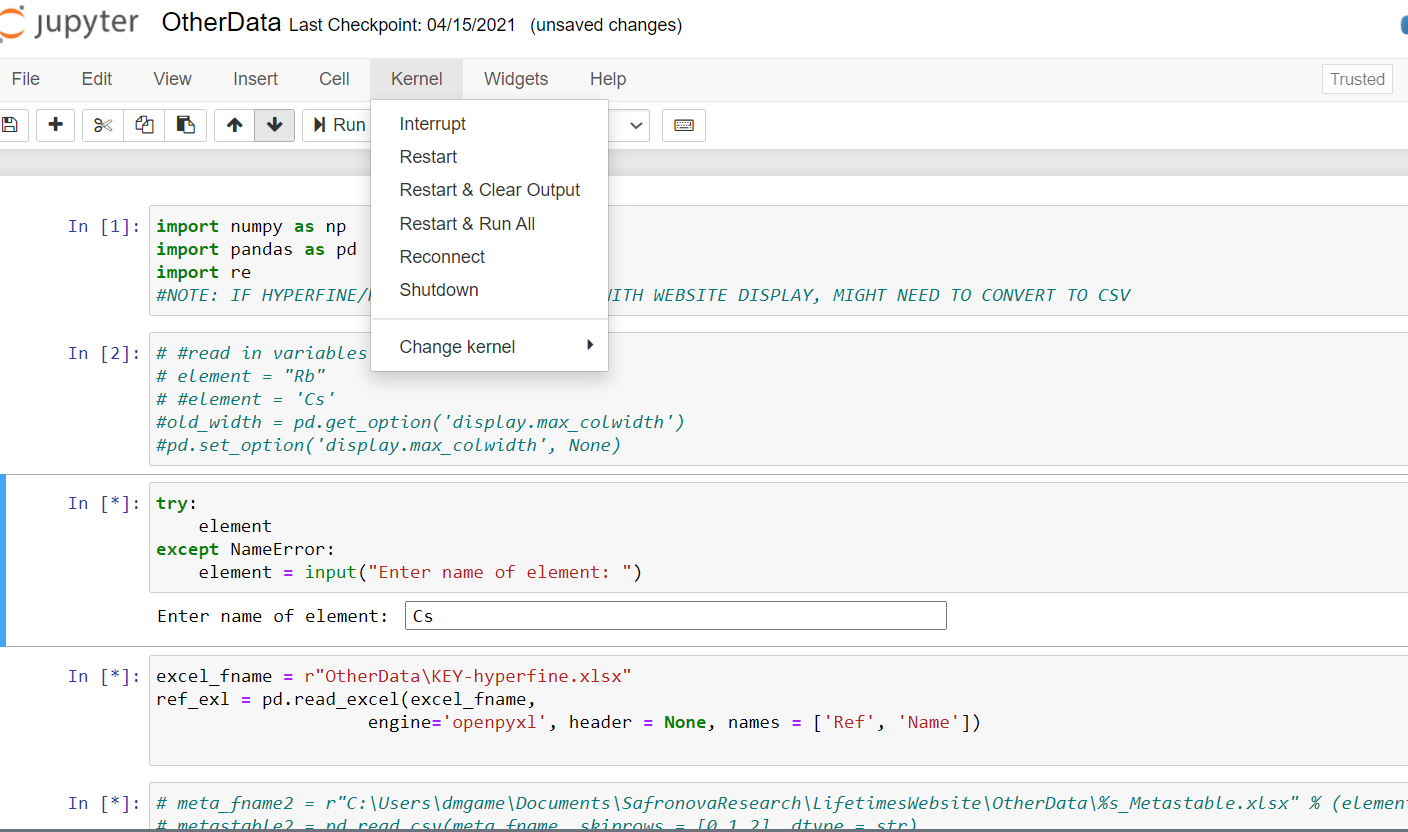 jupyter OtherData Last Checkpoint: 04/15/2021 (unsaved changes)
File Edit View Insert Cell Kernel Widgets Help Trusted
Run
Interrupt
Restart
Restart & Clear Output
Restart & Run All
Reconnect
Shutdown
Change kernel
In [1]: import numpy as np
import pandas as pd
import re
#NOTE: IF HYPERFINE/ WITH WEBSITE DISPLAY, MIGHT NEED TO CONVERT TO CSV
In [2]: # #read in variables
# element = "Rb"
# #element = 'Cs'
#old_width = pd.get_option('display.max_colwidth')
#pd.set_option('display.max_colwidth', None)
In [*]: try:
    element
except NameError:
    element = input("Enter name of element: ")
Enter name of element: Cs
In [*]: excel_fname = r"OtherData\KEY-hyperfine.xlsx"
ref_exl = pd.read_excel(excel_fname,
                    engine='openpyxl', header = None, names = ['Ref', 'Name'])
In [*]: # meta_fname2 = r"C:\Users\dmgame\Documents\SafronovaResearch\LifetimesWebsite\OtherData\%s_Metastable.xlsx" % (element
# metastable2 = pd.read_csv(meta_fname, skiprows = [0,1,2], dtype = str)